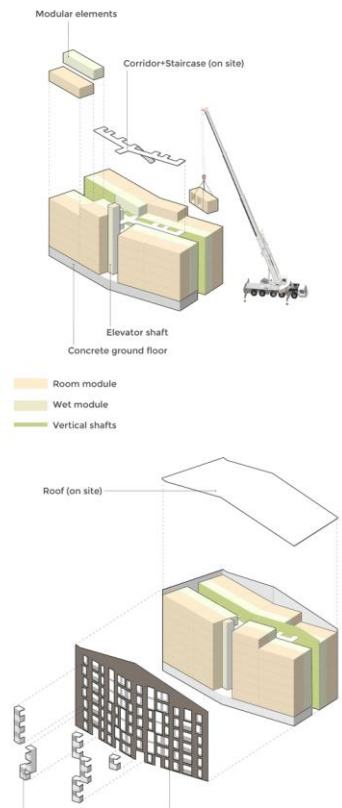 Modular elements
Corridor+Staircase (on site)
Elevator shaft
Concrete ground floor
Room module
Wet module
Vertical shafts
Roof (on site)